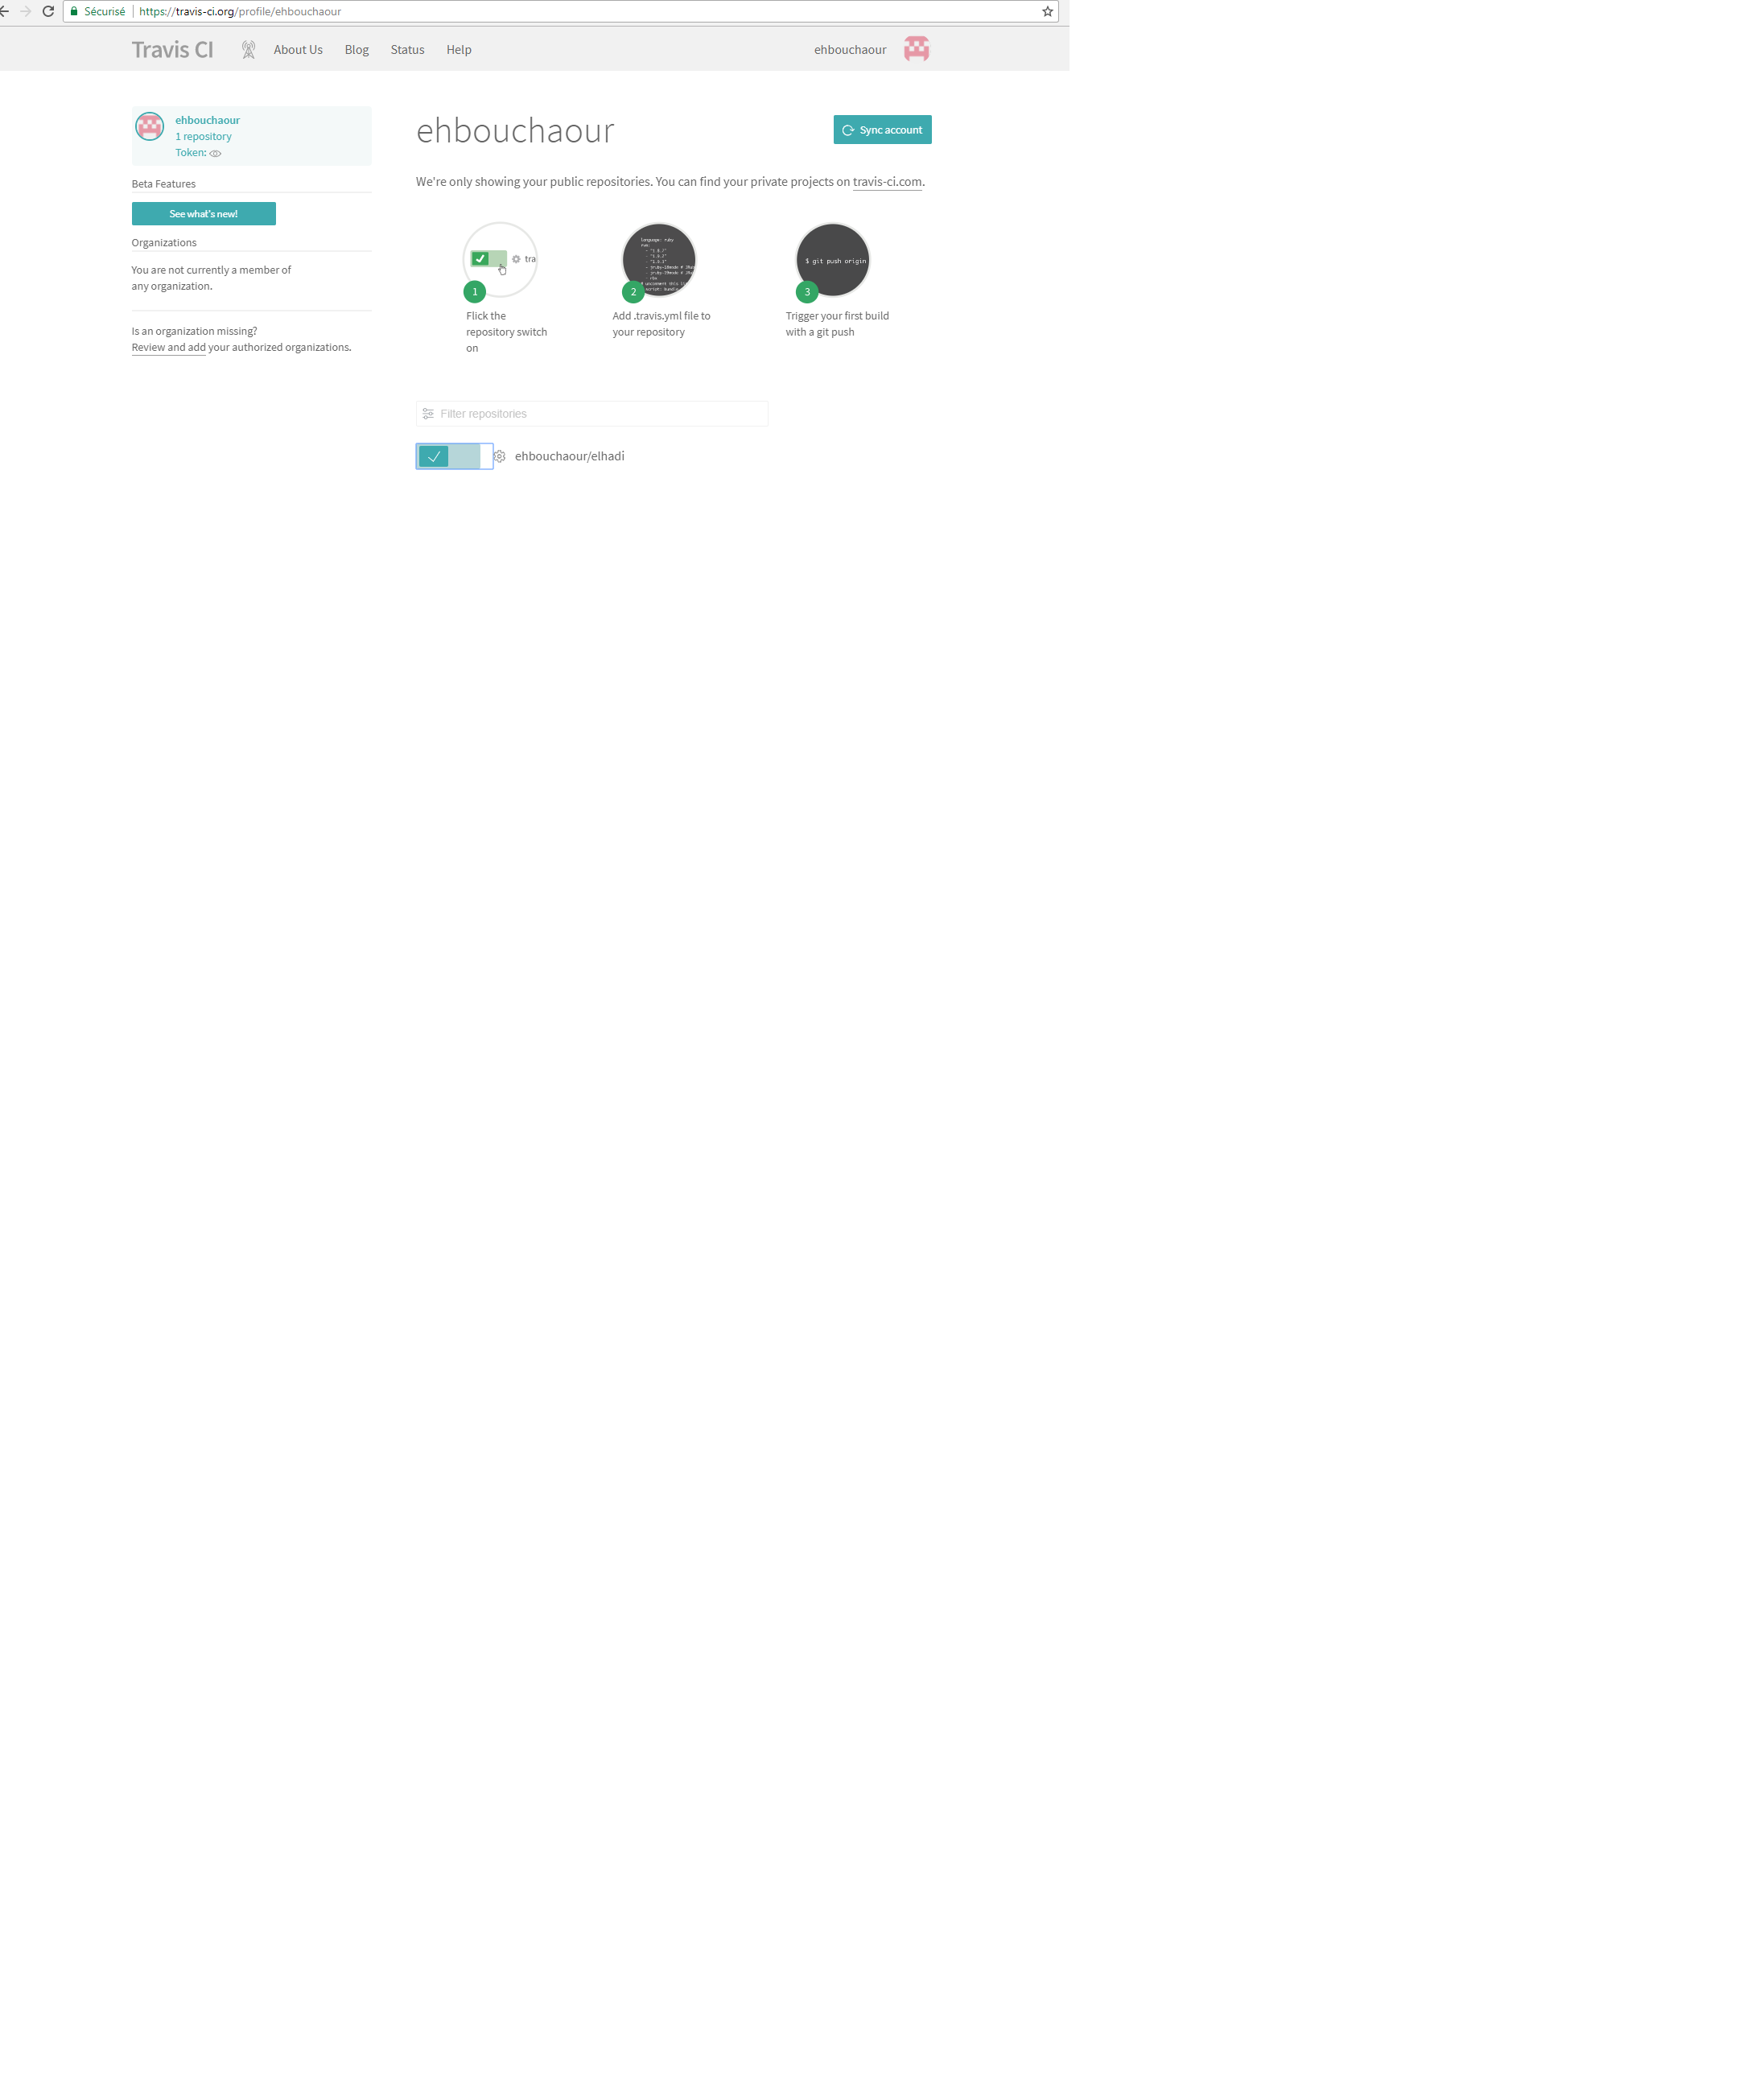 Sécurisé https://travis-ci.org/profile/ehbouchaour
Travis CI About Us Blog Status Help ehbouchaour
ehbouchaour
1 repository
Token:
Beta Features
See what's new!
Organizations
You are not currently a member of
any organization.
Is an organization missing?
Review and add your authorized organizations.
ehbouchaour
Sync account
We're only showing your public repositories. You can find your private projects on travis-ci.com.
tra
1
Flick the
repository switch
on
language: ruby
2
Add .travis.yml file to
your repository
$ git push origin
3
Trigger your first build
with a git push
Filter repositories
ehbouchaour/elhadi